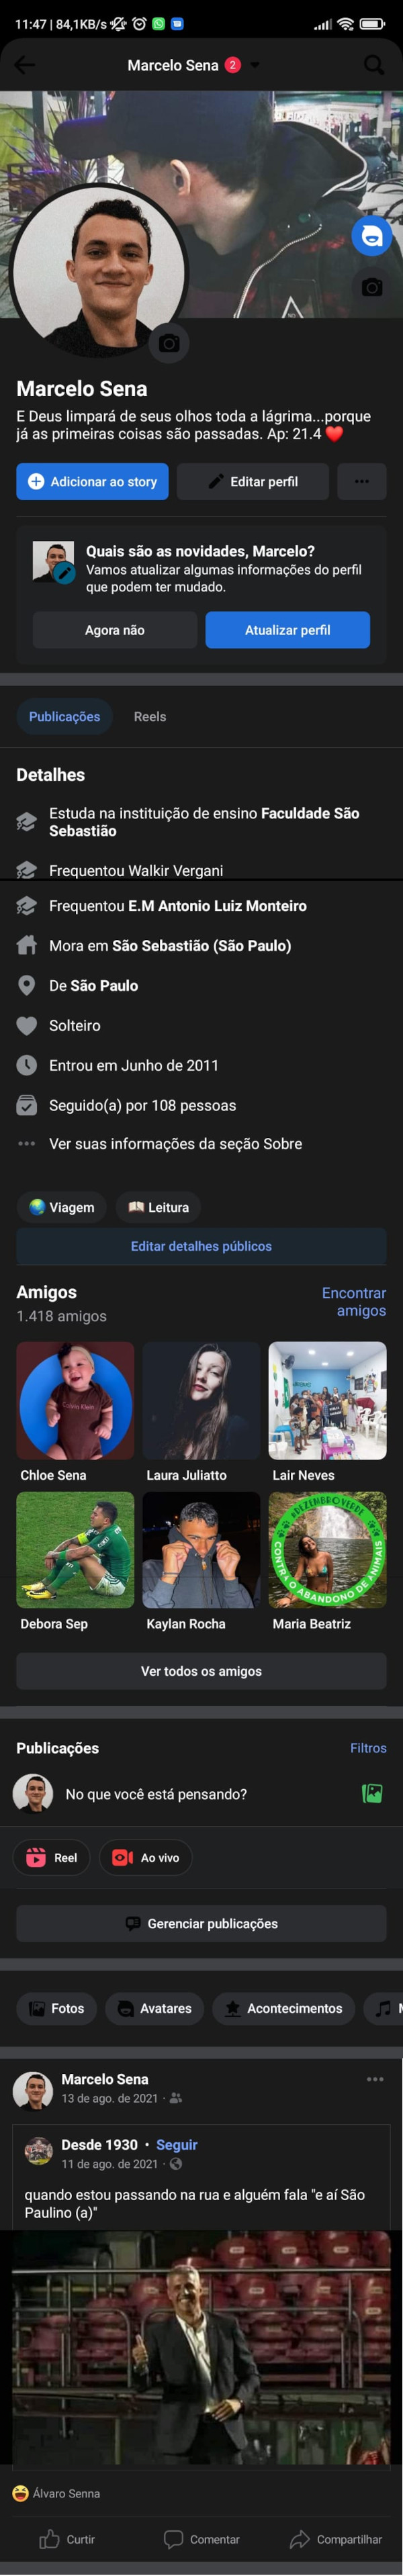 11:47 | 84,1KB/s
Marcelo Sena 2
Marcelo Sena
E Deus limpará de seus olhos toda a lágrima...porque
já as primeiras coisas são passadas. Ap: 21.4 ❤️
Adicionar ao story
Editar perfil
Quais são as novidades, Marcelo?
Vamos atualizar algumas informações do perfil
que podem ter mudado.
Agora não
Atualizar perfil
Publicações
Reels
Detalhes
Estuda na instituição de ensino Faculdade São
Sebastião
Frequentou Walkir Vergani
Frequentou E.M Antonio Luiz Monteiro
Mora em São Sebastião (São Paulo)
De São Paulo
Solteiro
Entrou em Junho de 2011
Seguido(a) por 108 pessoas
Ver suas informações da seção Sobre
Viagem
Leitura
Editar detalhes públicos
Amigos
Encontrar
amigos
1.418 amigos
Calvin Klein
Chloe Sena
Laura Juliatto
Lair Neves
#DEZEMBROVERDE
CONTRA O ABANDONO DE ANIMAIS
Debora Sep
Kaylan Rocha
Maria Beatriz
Ver todos os amigos
Publicações
Filtros
No que você está pensando?
Reel
Ao vivo
Gerenciar publicações
Fotos
Avatares
Acontecimentos
Marcelo Sena
13 de ago. de 2021 ·
Desde 1930 • Seguir
11 de ago. de 2021 ·
quando estou passando na rua e alguém fala "e aí São
Paulino (a)"
Álvaro Senna
Curtir
Comentar
Compartilhar